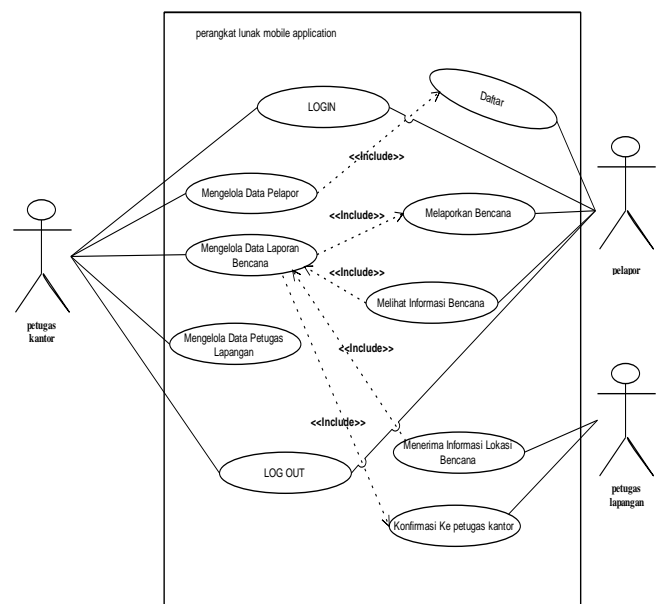 perangkat lunak mobile application
LOGIN
Daftar
<<Include>>
Mengelola Data Pelapor
<<Include>>
Melaporkan Bencana
Mengelola Data Laporan
Bencana
<<Include>>
Melihat Informasi Bencana
pelapor
petugas
kantor
Mengelola Data Petugas
Lapangan
<<Include>>
<<Include>>
Menerima Informasi Lokasi
Bencana
LOG OUT
petugas
lapangan
Konfirmasi Ke petugas kantor